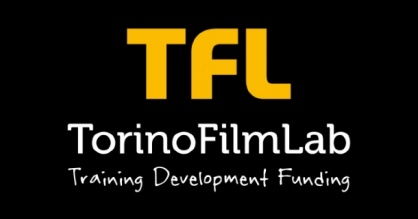 TFL
TorinoFilmLab
Training Development Funding